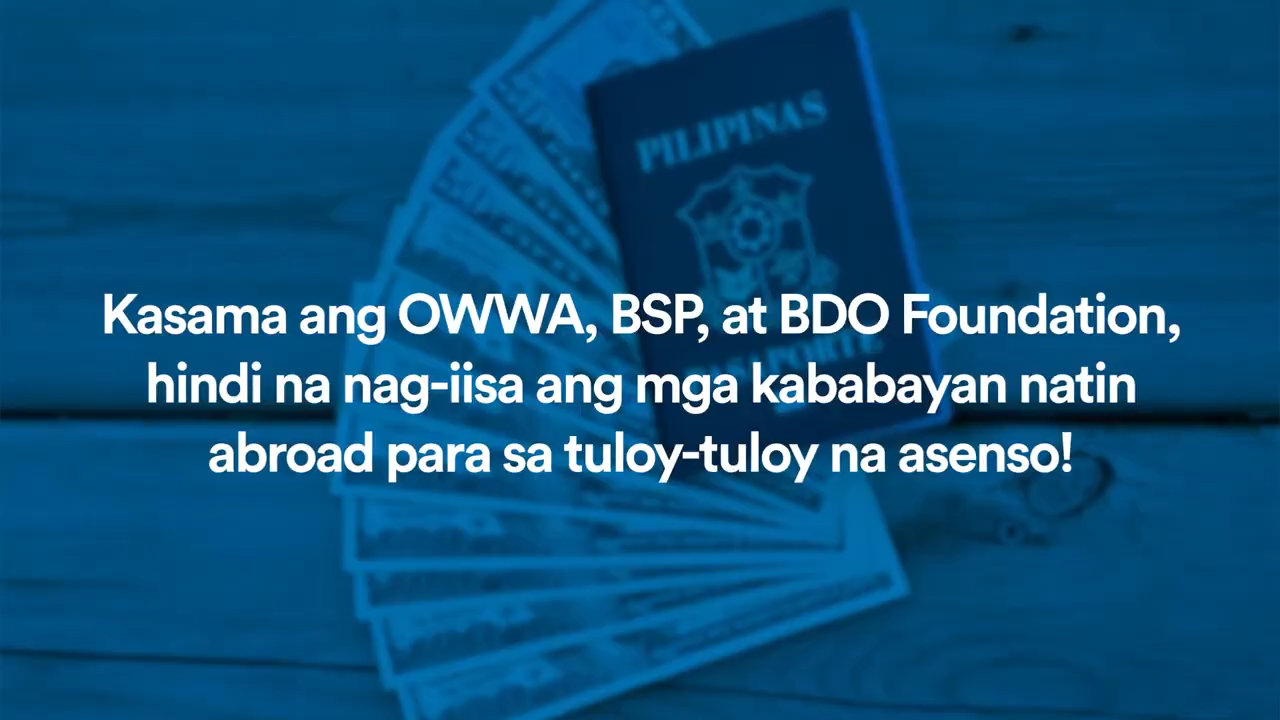 PILIPINAS
Kasama ang OWWA, BSP, at BDO Foundation,
hindi na nag-iisa ang mga kababayan natin
abroad para sa tuloy-tuloy na asenso!
PASAPORTE